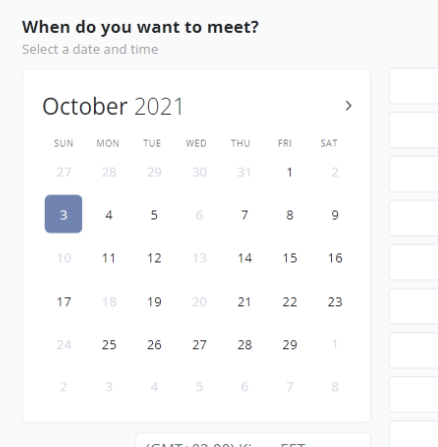 When do you want to meet?
Select a date and time
October 2021
SUN MON TUE WED THU FRI SAT
27 28 29 30 31 1 2
3 4 5 6 7 8 9
10 11 12 13 14 15 16
17 18 19 20 21 22 23
24 25 26 27 28 29 1
2 3 4 5 6 7 8